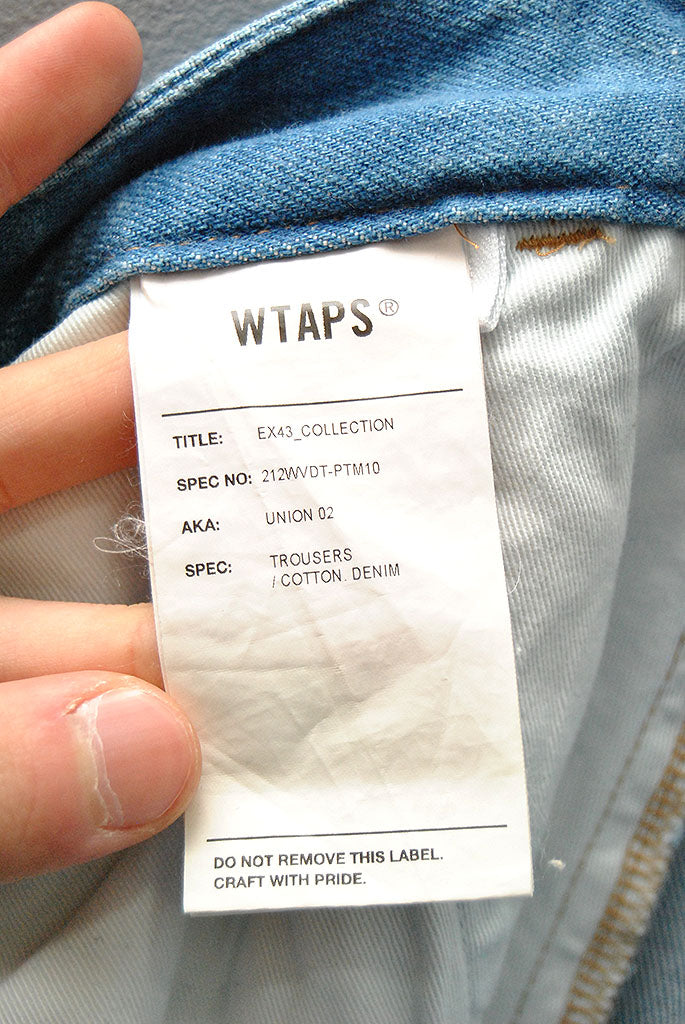 WTAPS®
TITLE: EX43_COLLECTION
SPEC NO: 212WVDT-PTM10
AKA: UNION 02
SPEC: TROUSERS
/ COTTON. DENIM
DO NOT REMOVE THIS LABEL.
CRAFT WITH PRIDE.